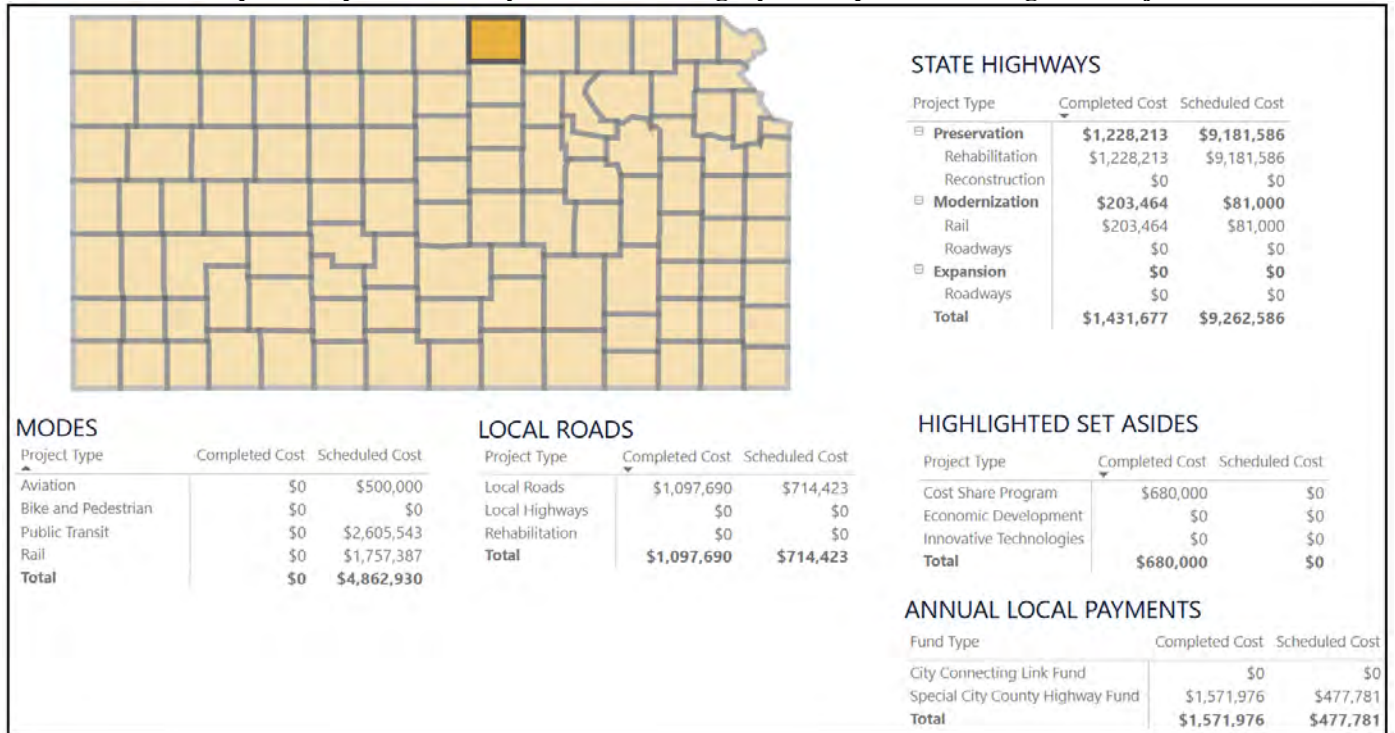 STATE HIGHWAYS
Project Type Completed Cost Scheduled Cost
Preservation $1,228,213 $9,181,586
Rehabilitation $1,228,213 $9,181,586
Reconstruction $0 $0
Modernization $203,464 $81,000
Rail $203,464 $81,000
Roadways $0 $0
Expansion $0 $0
Roadways $0 $0
Total $1,431,677 $9,262,586
MODES
Project Type Completed Cost Scheduled Cost
Aviation $0 $500,000
Bike and Pedestrian $0 $0
Public Transit $0 $2,605,543
Rail $0 $1,757,387
Total $0 $4,862,930
LOCAL ROADS
Project Type Completed Cost Scheduled Cost
Local Roads $1,097,690 $714,423
Local Highways $0 $0
Rehabilitation $0 $0
Total $1,097,690 $714,423
HIGHLIGHTED SET ASIDES
Project Type Completed Cost Scheduled Cost
Cost Share Program $680,000 $0
Economic Development $0 $0
Innovative Technologies $0 $0
Total $680,000 $0
ANNUAL LOCAL PAYMENTS
Fund Type Completed Cost Scheduled Cost
City Connecting Link Fund $0 $0
Special City County Highway Fund $1,571,976 $477,781
Total $1,571,976 $477,781